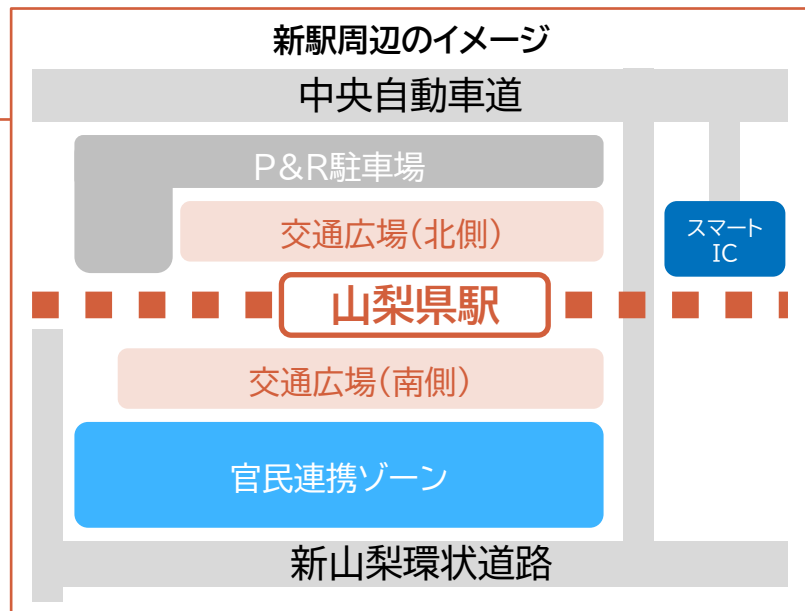 新駅周辺のイメージ
中央自動車道
P&R駐車場
交通広場(北側)
スマート
IC
山梨県駅
交通広場(南側)
官民連携ゾーン
新山梨環状道路